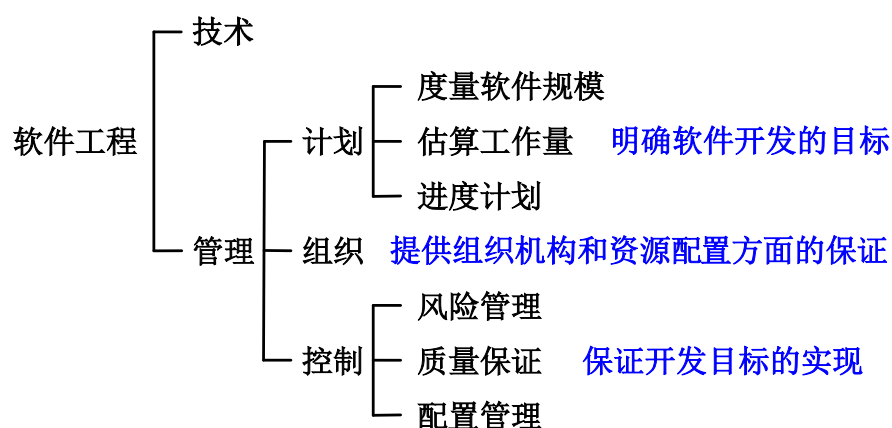 技术
度量软件规模
软件工程 计划 估算工作量 明确软件开发的目标
进度计划
管理 组织 提供组织机构和资源配置方面的保证
风险管理
控制 质量保证 保证开发目标的实现
配置管理